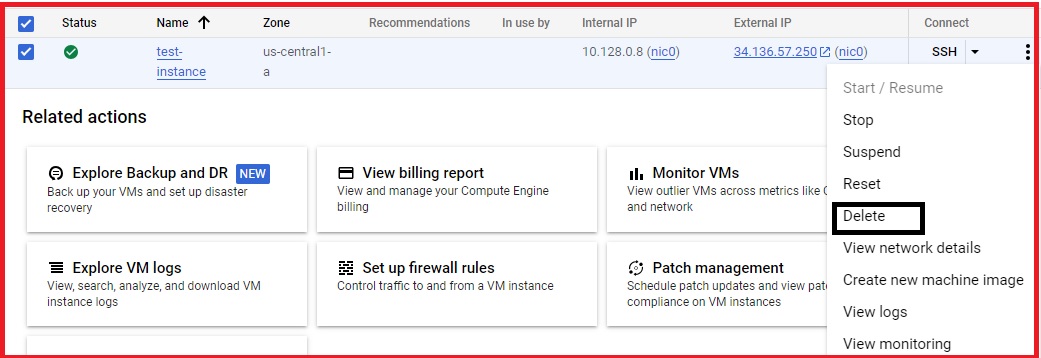 Status Name Zone Recommendations In use by Internal IP External IP Connect
test-instance us-central1-a 10.128.0.8 (nic0) 34.136.57.250 (nic0) SSH
Start / Resume
Stop
Suspend
Reset
Delete
View network details
Create new machine image
View logs
View monitoring
Related actions
Explore Backup and DR NEW
Back up your VMs and set up disaster
recovery
View billing report
View and manage your Compute Engine
billing
Monitor VMs
View outlier VMs across metrics like
and network
Explore VM logs
View, search, analyze, and download VM
instance logs
Set up firewall rules
Control traffic to and from a VM instance
Patch management
Schedule patch updates and view
compliance on VM instances